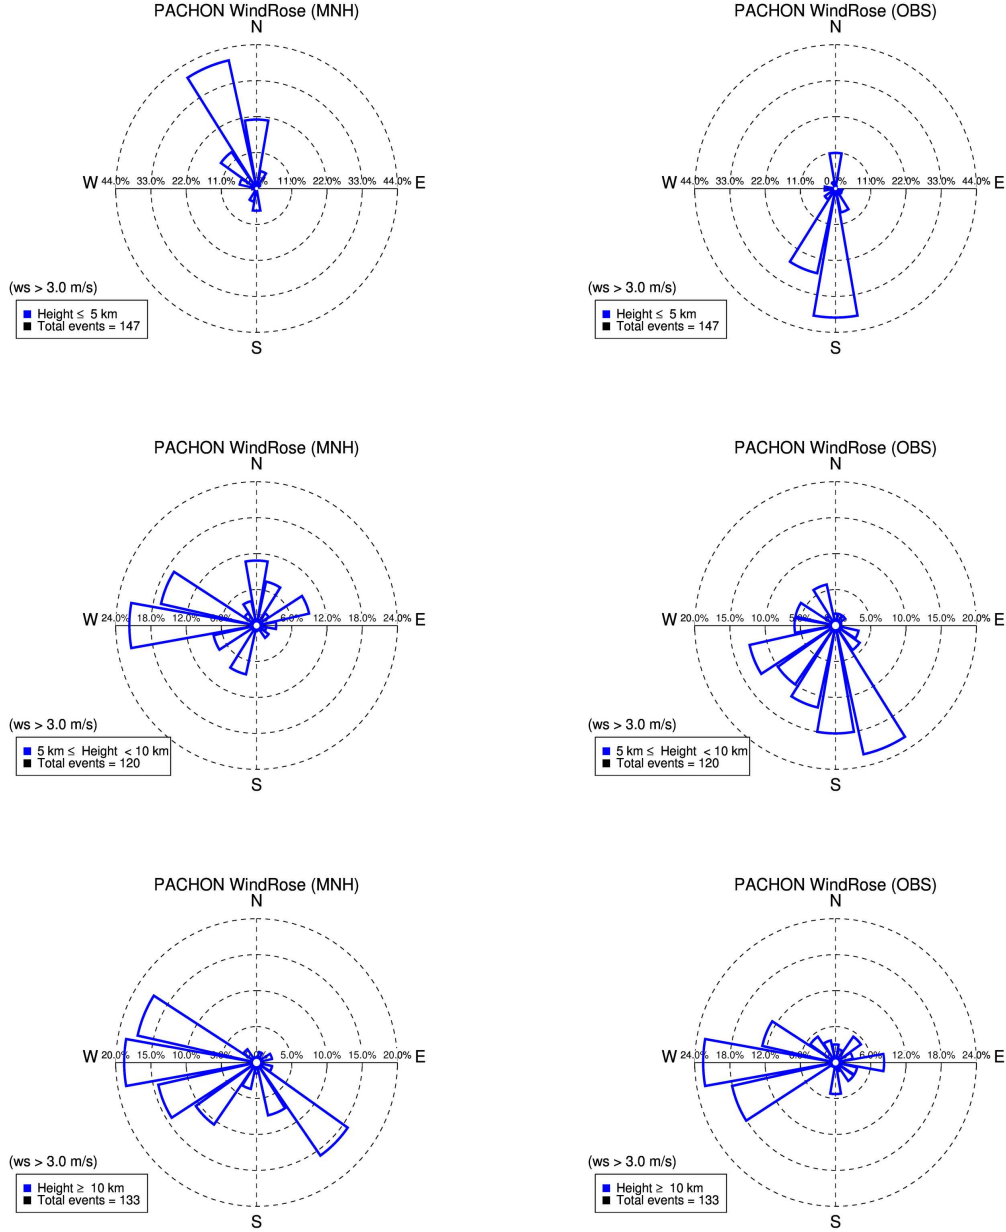 PACHON WindRose (MNH)
N
W 44.0% 33.0% 22.0% 11.0% 11.0% 22.0% 33.0% 44.0% E
(ws > 3.0 m/s)
Height ≤ 5 km
Total events = 147
S
PACHON WindRose (OBS)
N
W 44.0% 33.0% 22.0% 11.0% 11.0% 22.0% 33.0% 44.0% E
(ws > 3.0 m/s)
Height ≤ 5 km
Total events = 147
S
PACHON WindRose (MNH)
N
W 24.0% 18.0% 12.0% 6.0% 6.0% 12.0% 18.0% 24.0% E
(ws > 3.0 m/s)
5 km ≤ Height < 10 km
Total events = 120
S
PACHON WindRose (OBS)
N
W 20.0% 15.0% 10.0% 5.0% 5.0% 10.0% 15.0% 20.0% E
(ws > 3.0 m/s)
5 km ≤ Height < 10 km
Total events = 120
S
PACHON WindRose (MNH)
N
W 20.0% 15.0% 10.0% 5.0% 5.0% 10.0% 15.0% 20.0% E
(ws > 3.0 m/s)
Height ≥ 10 km
Total events = 133
S
PACHON WindRose (OBS)
N
W 24.0% 18.0% 12.0% 6.0% 12.0% 18.0% 24.0% E
(ws > 3.0 m/s)
Height ≥ 10 km
Total events = 133
S